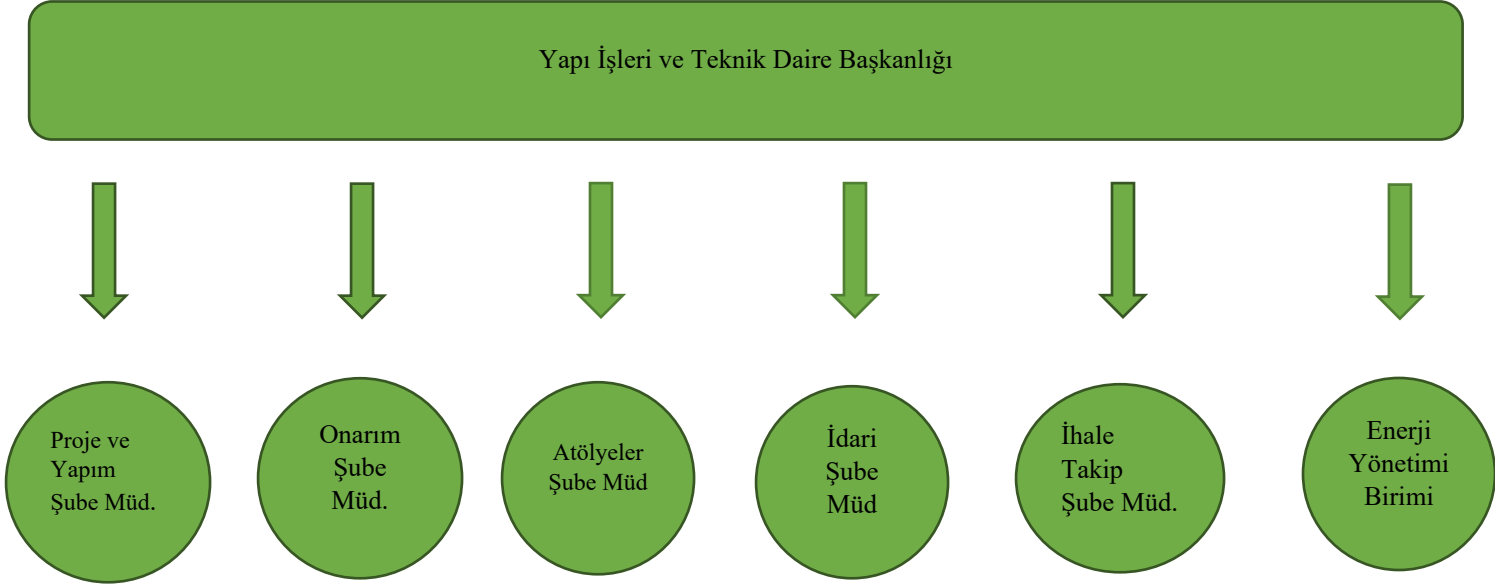 Yapı İşleri ve Teknik Daire Başkanlığı
Proje ve
Yapım
Şube Müd.
Onarım
Şube
Müd.
Atölyeler
Şube Müd
İdari
Şube
Müd
İhale
Takip
Şube Müd.
Enerji
Yönetimi
Birimi